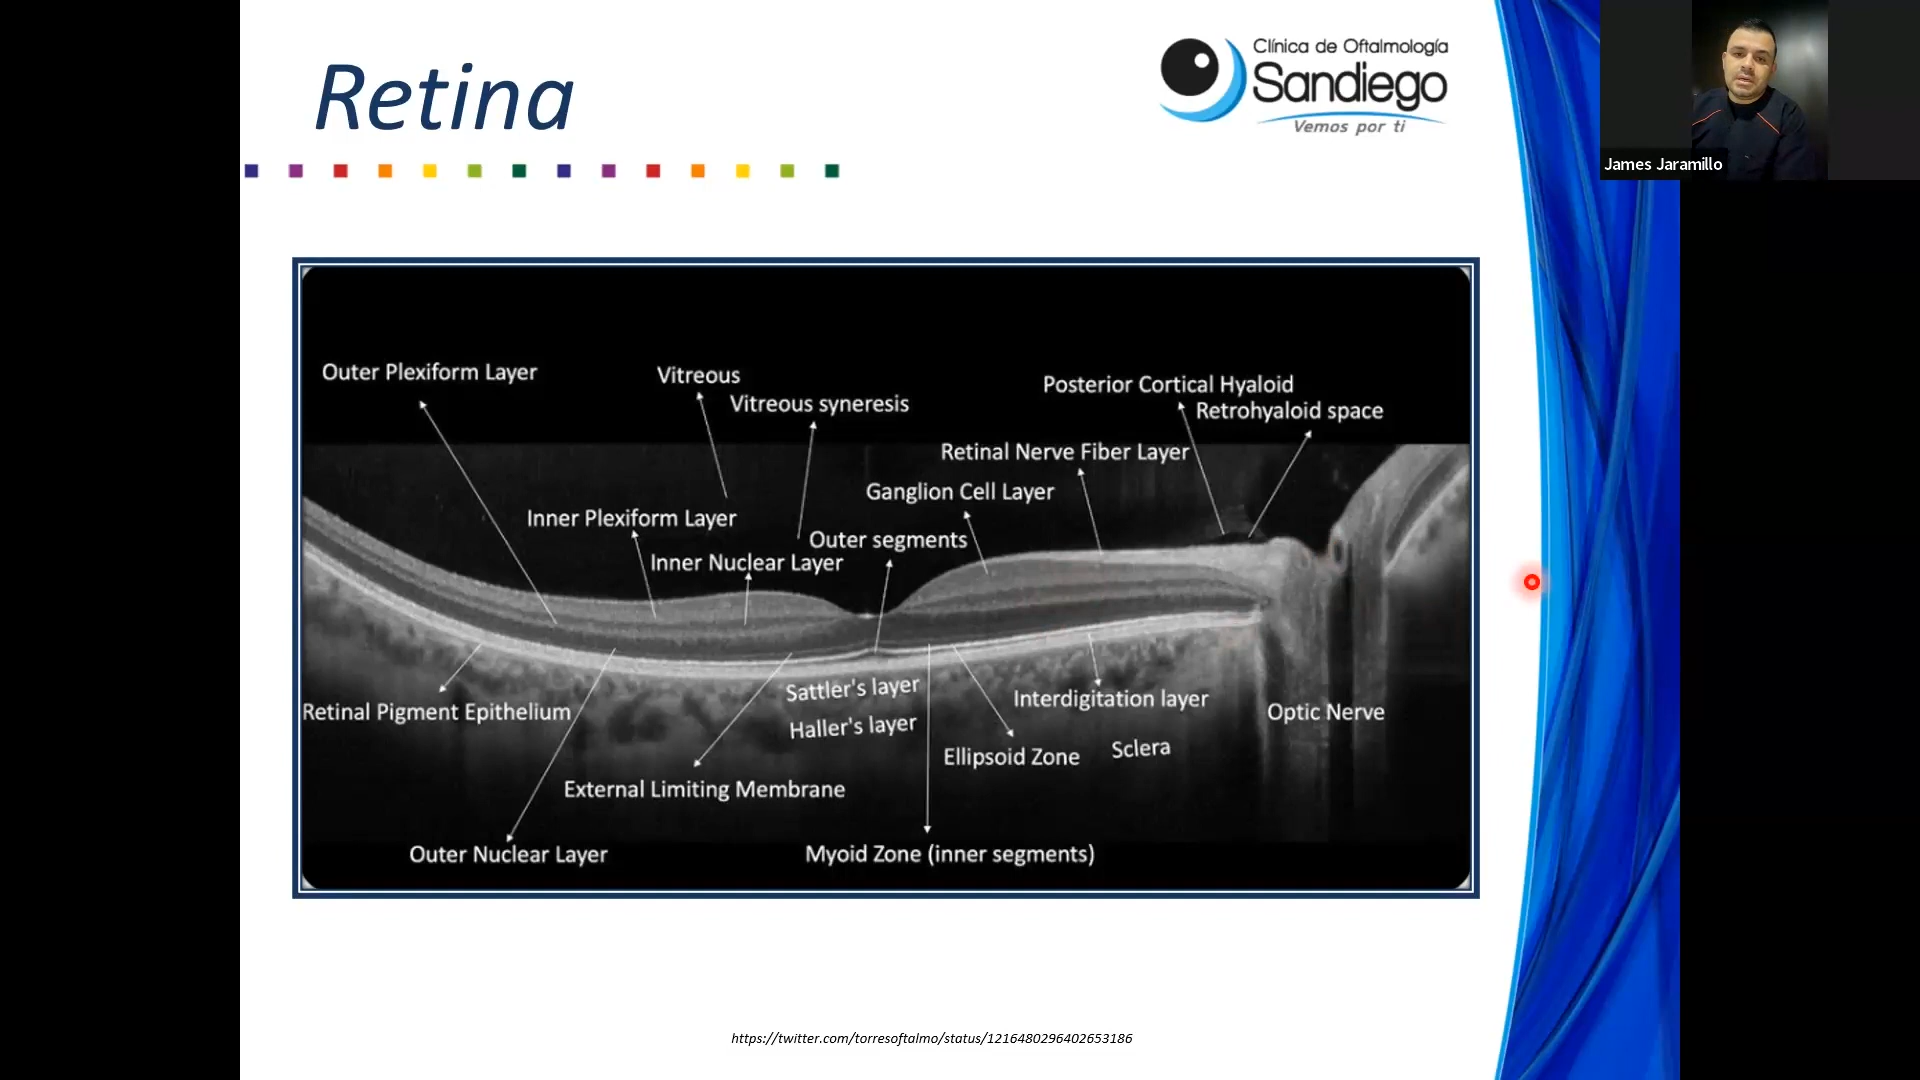 Retina
Clínica de Oftalmología
Sandiego
Vemos por ti
James Jaramillo
Outer Plexiform Layer
Vitreous
Vitreous syneresis
Posterior Cortical Hyaloid
Retrohyaloid space
Retinal Nerve Fiber Layer
Ganglion Cell Layer
Inner Plexiform Layer
Outer segments
Inner Nuclear Layer
Sattler's layer
Haller's layer
Interdigitation layer
Retinal Pigment Epithelium
Optic Nerve
Ellipsoid Zone
Sclera
External Limiting Membrane
Outer Nuclear Layer
Myoid Zone (inner segments)
https://twitter.com/torresoftalmo/status/1216480296402653186